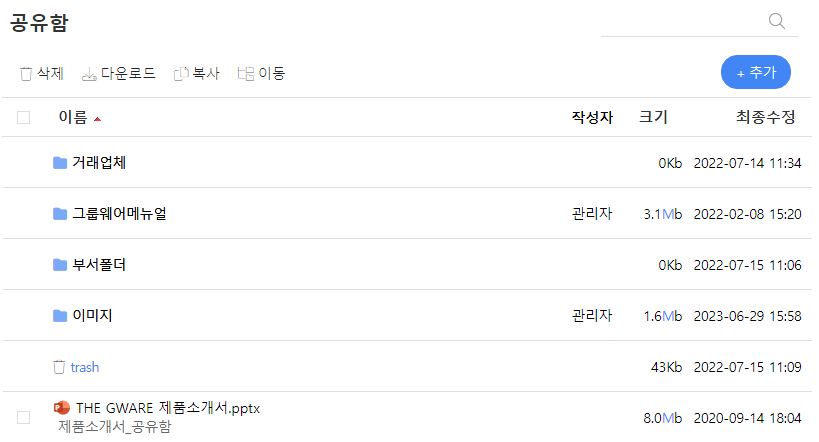 공유함
삭제 다운로드 복사 이동 + 추가
이름 작성자 크기 최종수정
거래업체 0Kb 2022-07-14 11:34
그룹웨어메뉴얼 관리자 3.1Mb 2022-02-08 15:20
부서폴더 0Kb 2022-07-15 11:06
이미지 관리자 1.6Mb 2023-06-29 15:58
trash 43Kb 2022-07-15 11:09
THE GWARE 제품소개서.pptx 8.0Mb 2020-09-14 18:04
제품소개서_공유함